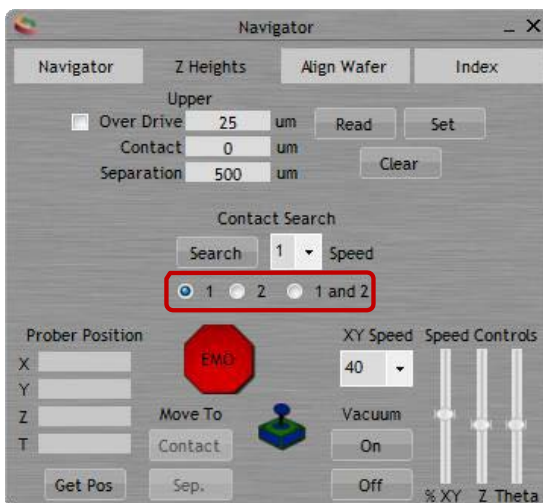 Navigator
Navigator Z Heights Align Wafer Index
Upper
Over Drive 25 um Read Set
Contact 0 um
Clear
Separation 500 um
Contact Search
Search 1 Speed
1 2 1 and 2
Prober Position
EMO
XY Speed Speed Controls
X
40
Y
Z Move To Vacuum
T Contact On
Get Pos Sep. Off
% XY Z Theta